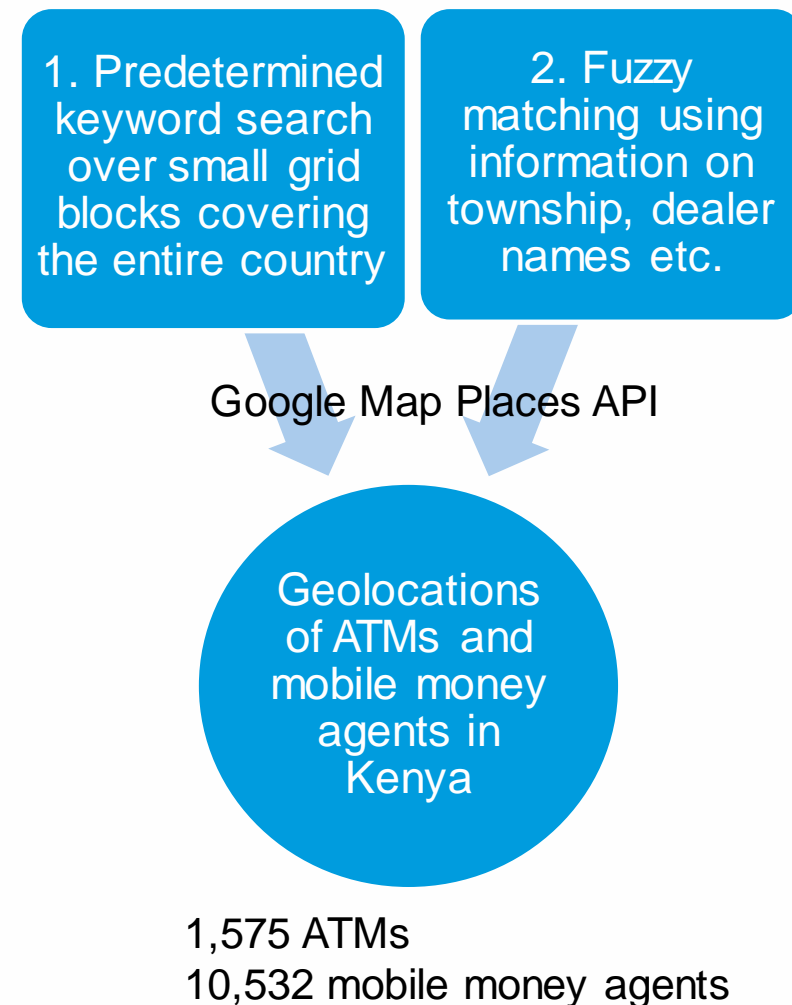 1. Predetermined
keyword search
over small grid
blocks covering
the entire country
2. Fuzzy
matching using
information on
township, dealer
names etc.
Google Map Places API
Geolocations
of ATMs and
mobile money
agents in
Kenya
1,575 ATMs
10,532 mobile money agents